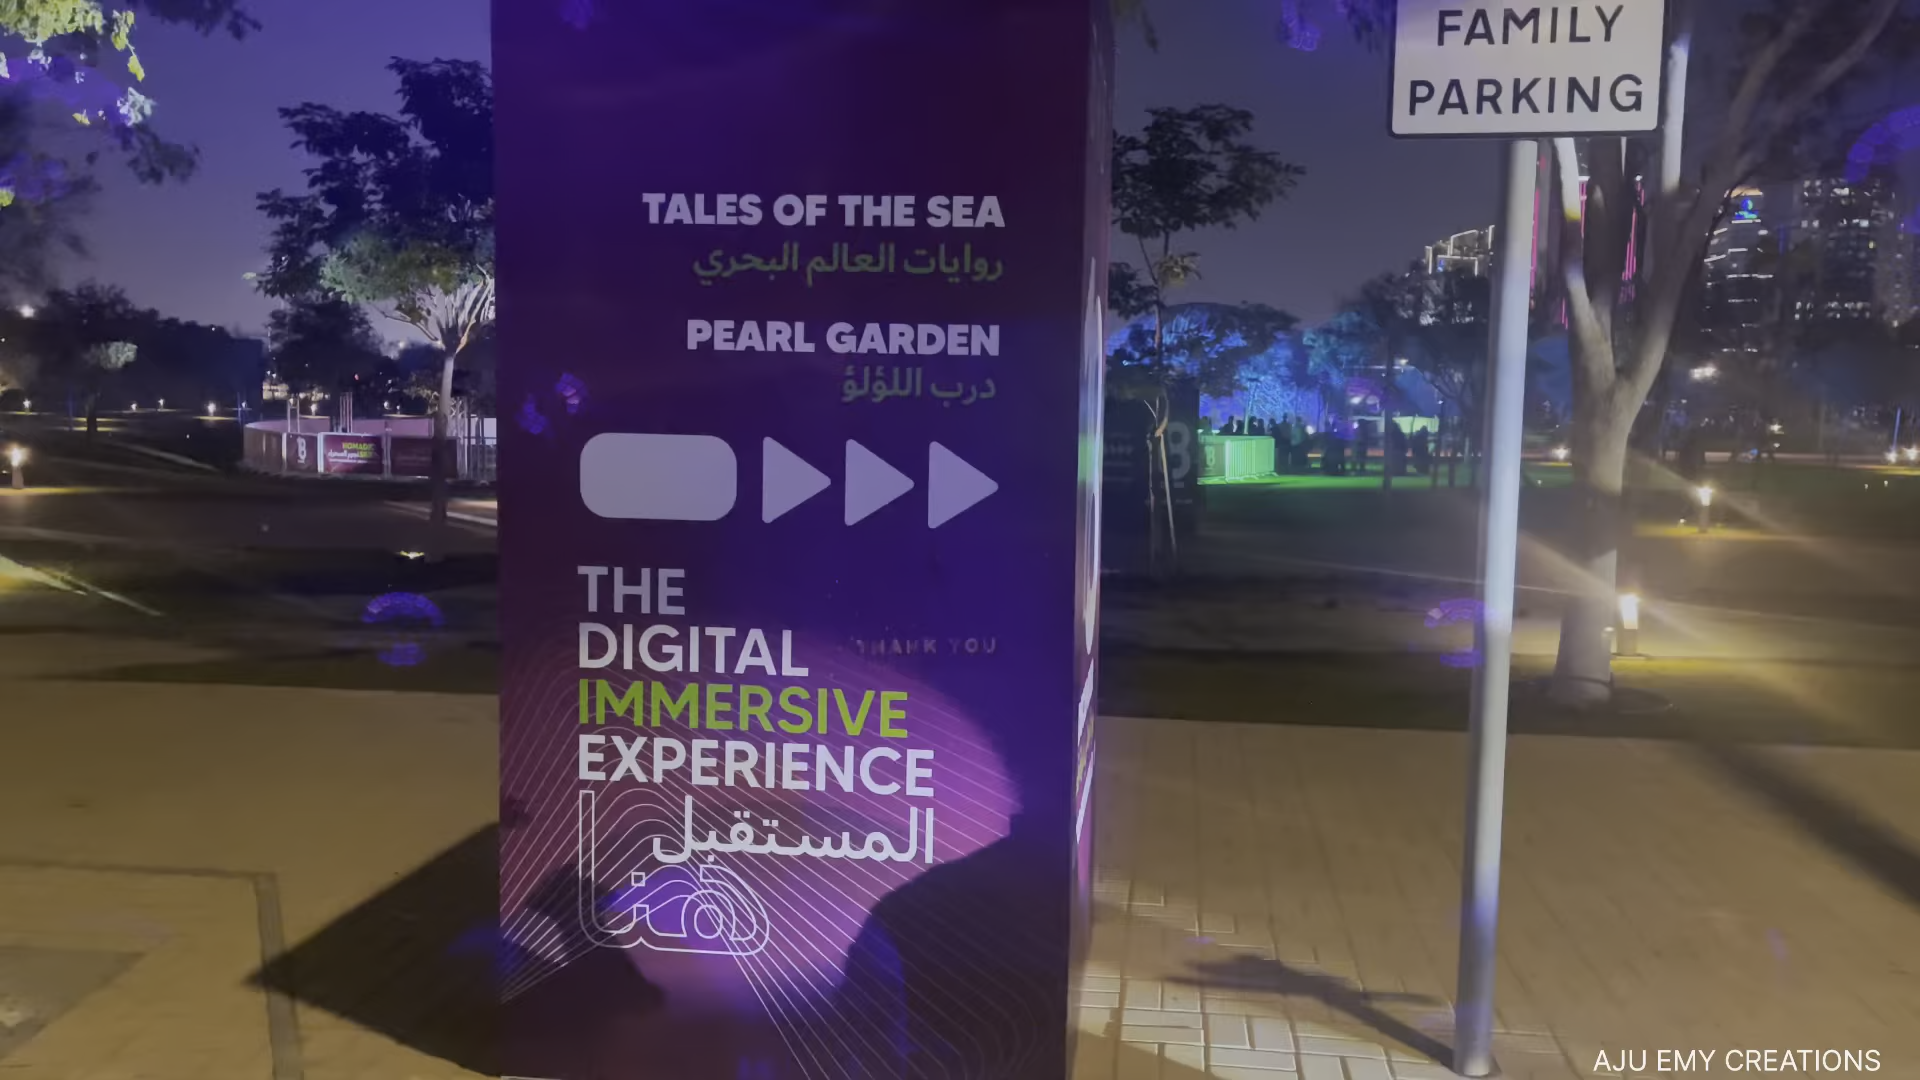 FAMILY
PARKING
TALES OF THE SEA
روايات العالم البحري
PEARL GARDEN
درب اللؤلؤ
THE
DIGITAL
THANK YOU
IMMERSIVE
EXPERIENCE
المستقبل
هنا
AJU EMY CREATIONS